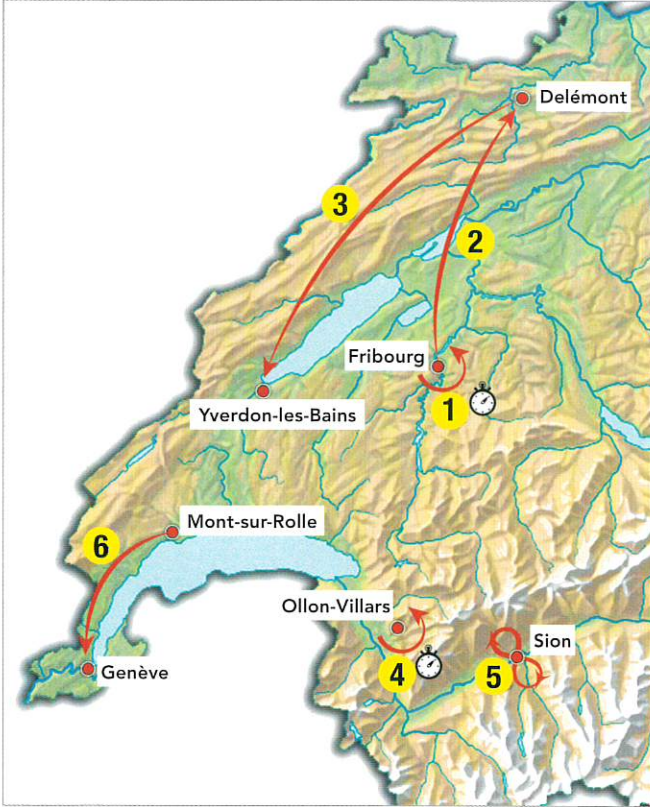 Delémont
3
2
Fribourg
1
Yverdon-les-Bains
Mont-sur-Rolle
6
Ollon-Villars
Sion
4
5
Genève